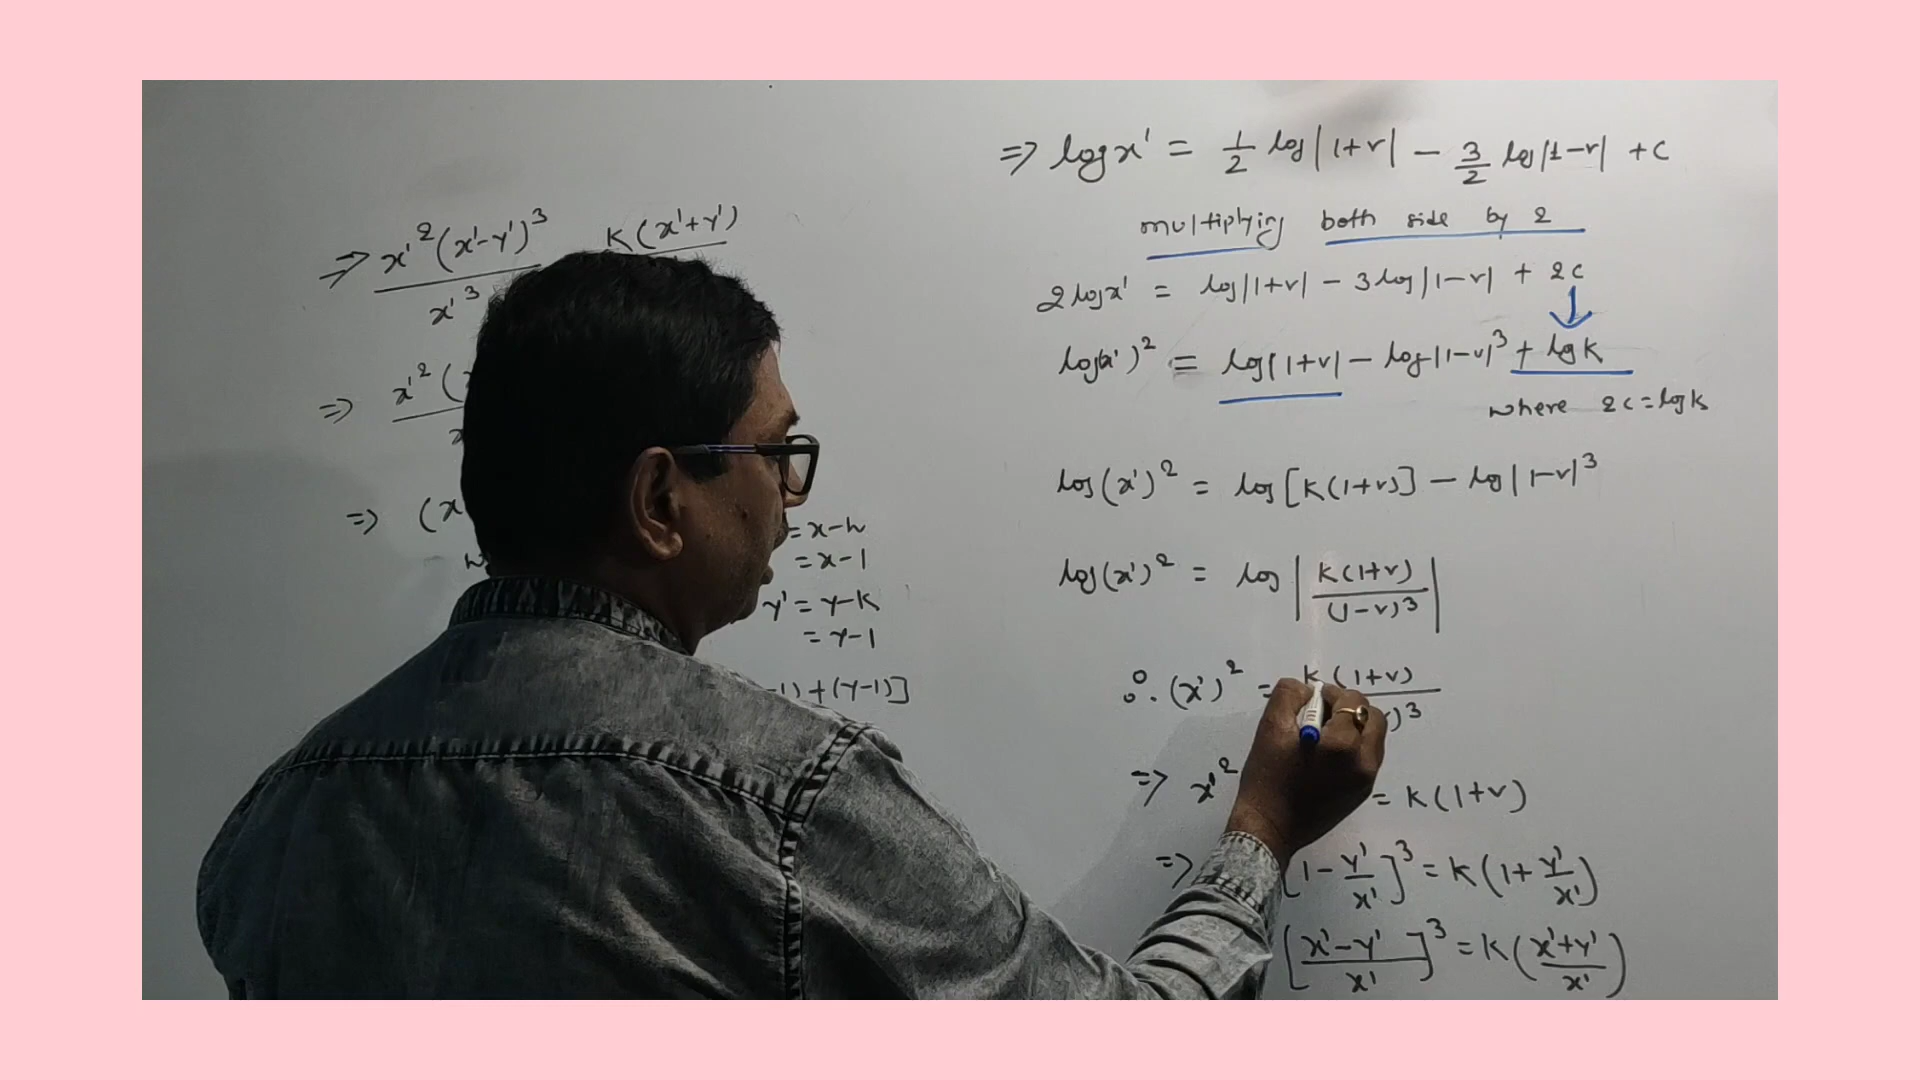 ⇒ log x' = 1/2 log|1+v| - 3/2 log|1-v| + c
multiplying both side by 2
2 log x' = log|1+v| - 3 log|1-v| + 2c
log(x')² = log|1+v| - log|1-v|³ + log k
where 2c = log k
log(x')² = log[k(1+v)] - log|1-v|³
log(x')² = log |k(1+v)/(1-v)³|
∴ (x')² = k(1+v)
)³
⇒ x'² = k(1+v)
⇒ [1 - y'/x']³ = k(1 + y'/x')
[x'-y'/x']³ = k(x'+y'/x')
⇒ x'²(x'-y')³/x'³ k(x'+y')
⇒ x'²(
⇒ (x
= x-h
= x-1
y' = y-k
= y-1
-1)+(y-1)]